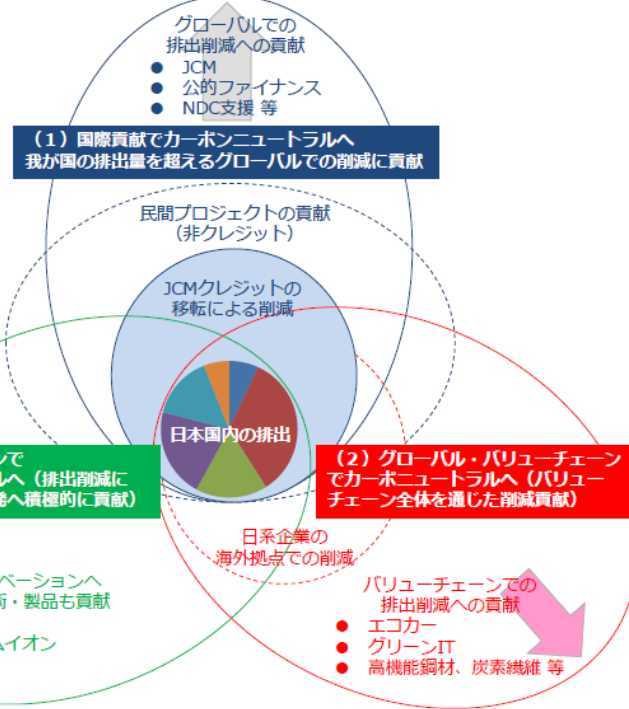 グローバルでの
排出削減への貢献
● JCM
● 公的ファイナンス
● NDC支援 等
（1）国際貢献でカーボンニュートラルへ
我が国の排出量を超えるグローバルでの削減に貢献
民間プロジェクトの貢献
（非クレジット）
JCMクレジットの
移転による削減
日本国内の排出
ンで
ルへ（排出削減に
発へ積極的に貢献）
（2）グローバル・バリューチェーン
でカーボニュートラルへ（バリュー
チェーン全体を通じた削減貢献）
日系企業の
海外拠点での削減
ベーションへ
術・製品も貢献
ムイオン
バリューチェーンでの
排出削減への貢献
● エコカー
● グリーンIT
● 高機能鋼材、炭素繊維 等